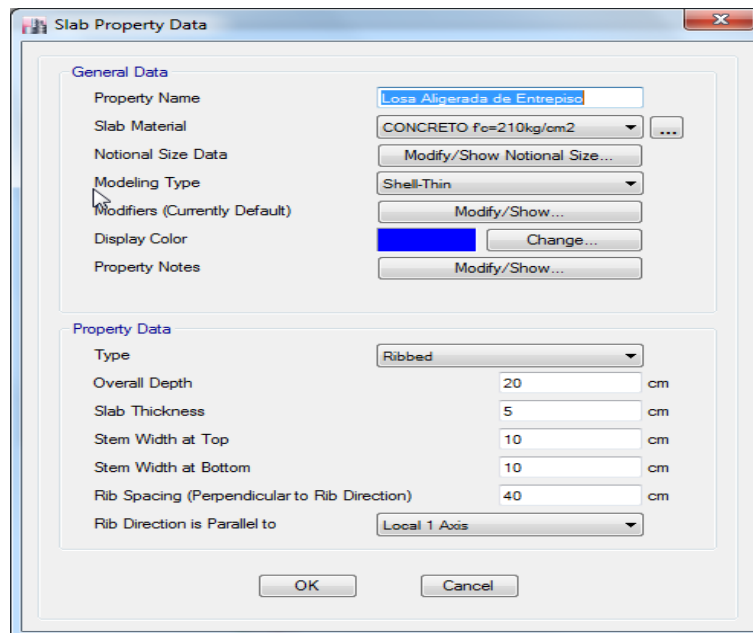 Slab Property Data
General Data
Property Name Losa Aligerada de Entrepiso
Slab Material CONCRETO f'c=210kg/cm2 ...
Notional Size Data Modify/Show Notional Size...
Modeling Type Shell-Thin
Modifiers (Currently Default) Modify/Show...
Display Color Change...
Property Notes Modify/Show...
Property Data
Type Ribbed
Overall Depth 20 cm
Slab Thickness 5 cm
Stem Width at Top 10 cm
Stem Width at Bottom 10 cm
Rib Spacing (Perpendicular to Rib Direction) 40 cm
Rib Direction is Parallel to Local 1 Axis
OK Cancel